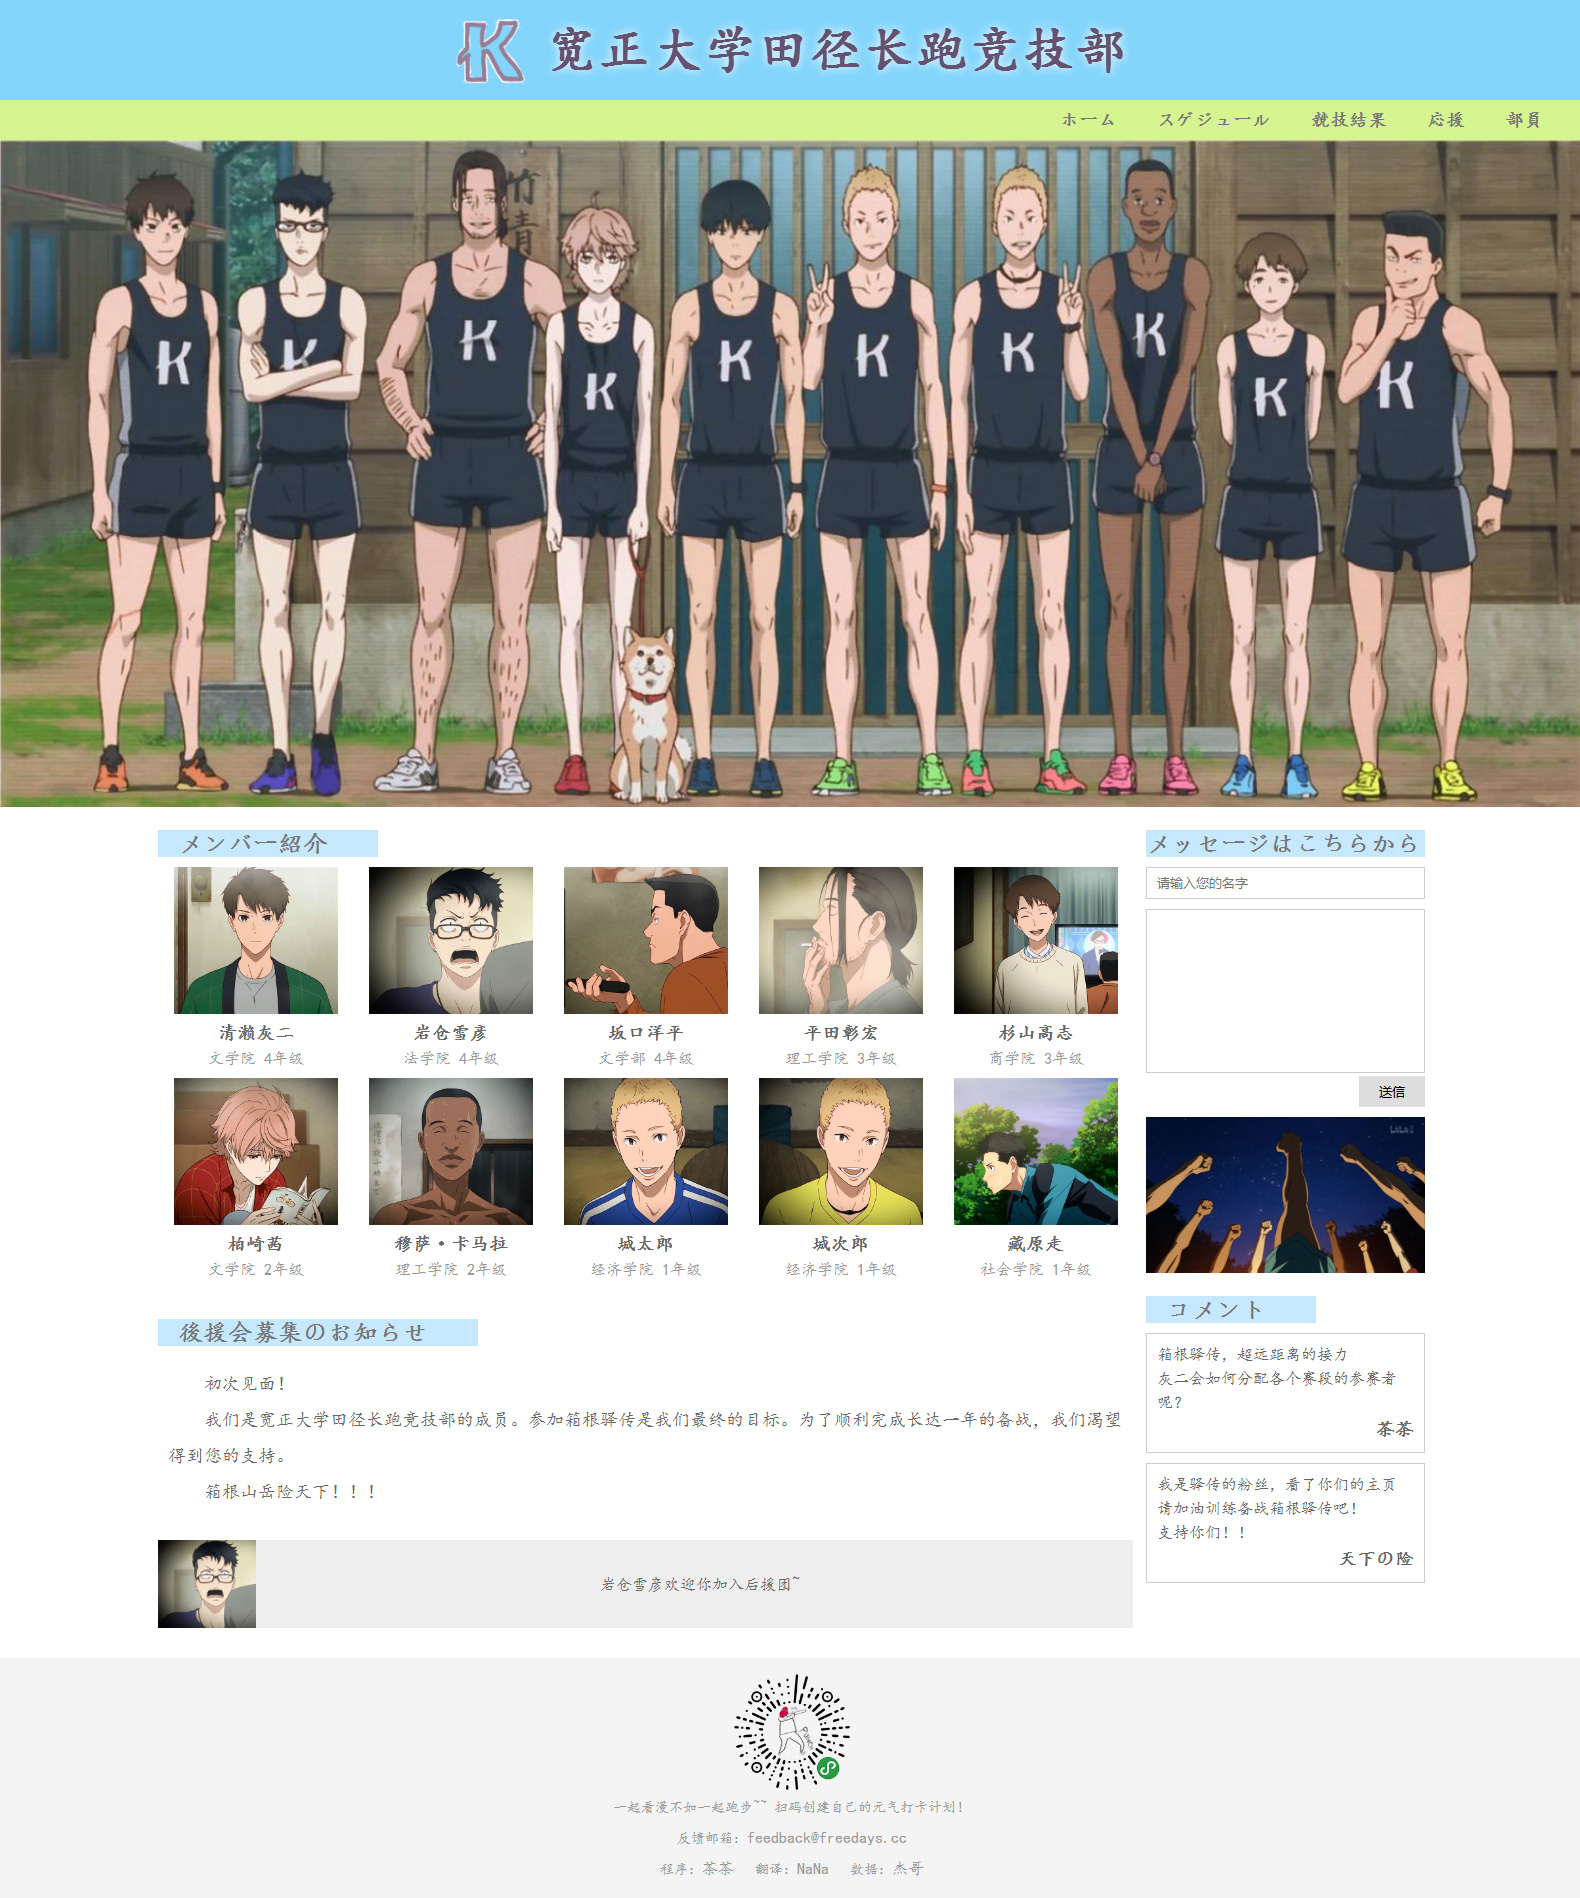 K 宽正大学田径长跑竞技部
ホーム スゲジュール 競技結果 応援 部員
竹青
K K K K K K K K K K
メンバー紹介
清濑灰二 岩仓雪彦 坂口洋平 平田彰宏 杉山高志
文学院 4年级 法学院 4年级 文学部 4年级 理工学院 3年级 商学院 3年级
柏崎茜 穆萨·卡马拉 城太郎 城次郎 藏原走
文学院 2年级 理工学院 2年级 经济学院 1年级 经济学院 1年级 社会学院 1年级
後援会募集のお知らせ
初次见面！
我们是宽正大学田径长跑竞技部的成员。参加箱根驿传是我们最终的目标。为了顺利完成长达一年的备战，我们渴望
得到您的支持。
箱根山岳险天下！！！
岩仓雪彦欢迎你加入后援团~
メッセージはこちらから
请输入您的名字
送信
コメント
箱根驿传，超远距离的接力
灰二会如何分配各个赛段的参赛者
呢？
茶茶
我是驿传的粉丝，看了你们的主页
请加油训练备战箱根驿传吧！
支持你们！！
天下の险
一起看漫不如一起跑步~~ 扫码创建自己的元气打卡计划！
反馈邮箱：feedback@freedays.cc
程序：茶茶 翻译：NaNa 数据：杰哥